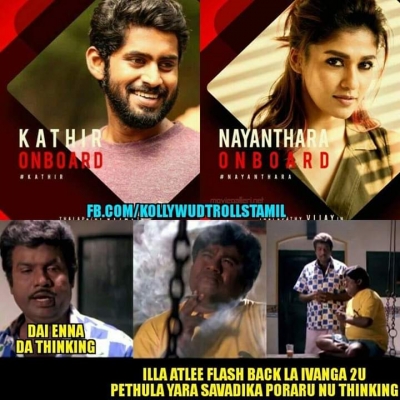 KATHIR
ONBOARD
#KATHIR
NAYANTHARA
ONBOARD
#NAYANTHARA
FB.COM/KOLLYWUDTROLLSTAMIL
VIJAY
DAI ENNA
DA THINKING
ILLA ATLEE FLASH BACK LA IVANGA 2U
PETHULA YARA SAVADIKA PORARU NU THINKING